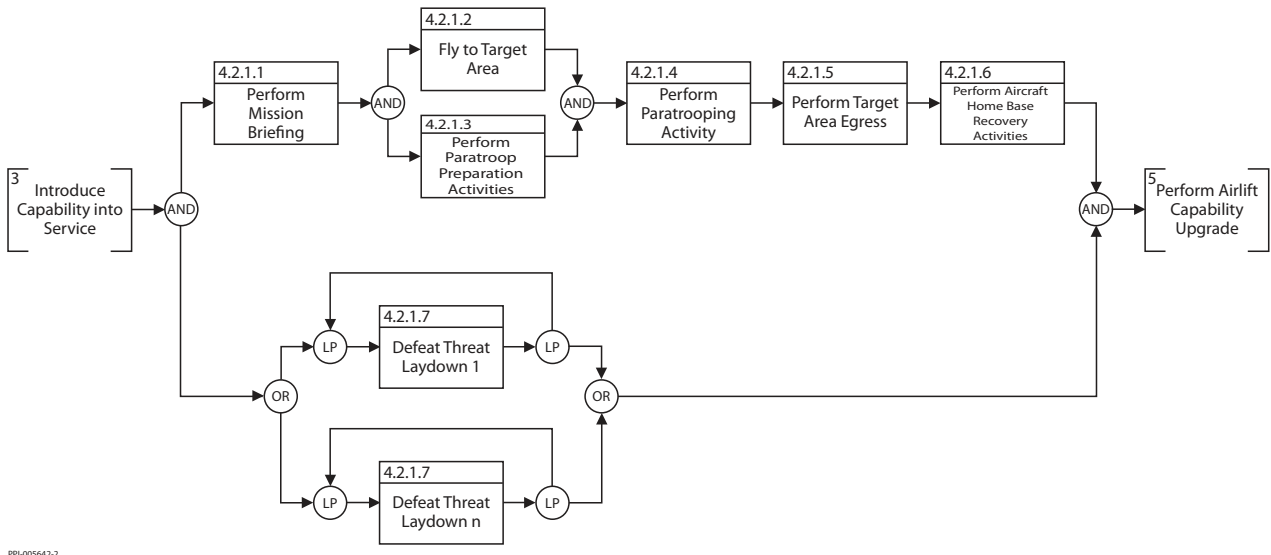 3
Introduce
Capability into
Service
AND
4.2.1.1
Perform
Mission
Briefing
AND
4.2.1.2
Fly to Target
Area
4.2.1.3
Perform
Paratroop
Preparation
Activities
AND
4.2.1.4
Perform
Paratrooping
Activity
4.2.1.5
Perform Target
Area Egress
4.2.1.6
Perform Aircraft
Home Base
Recovery
Activities
OR
LP
4.2.1.7
Defeat Threat
Laydown 1
LP
LP
4.2.1.7
Defeat Threat
Laydown n
LP
OR
AND
5
Perform Airlift
Capability
Upgrade
PPI-005642-2